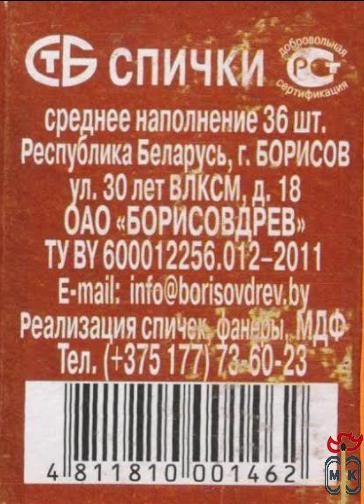 СТБ СПИЧКИ добровольная РСТ сертификация
среднее наполнение 36 шт.
Республика Беларусь, г. БОРИСОВ
ул. 30 лет ВЛКСМ, д. 18
ОАО «БОРИСОВДРЕВ»
ТУ BY 600012256.012–2011
E-mail: info@borisovdrev.by
Реализация спичек, фанеры, МДФ
Тел. (+375 177) 73-60-23
4 811810 001462
М К